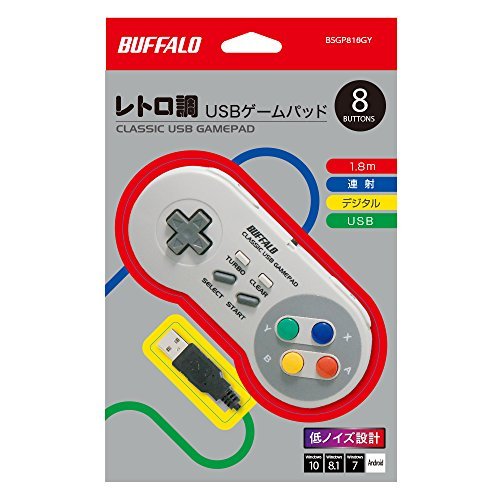 BUFFALO
BSGP816GY
レトロ調 USBゲームパッド
CLASSIC USB GAMEPAD
8
BUTTONS
1.8m
連射
デジタル
USB
BUFFALO
CLASSIC USB GAMEPAD
TURBO
CLEAR
SELECT
START
Y
X
B
A
低ノイズ設計
Windows
10
Windows
8.1
Windows
7
Android